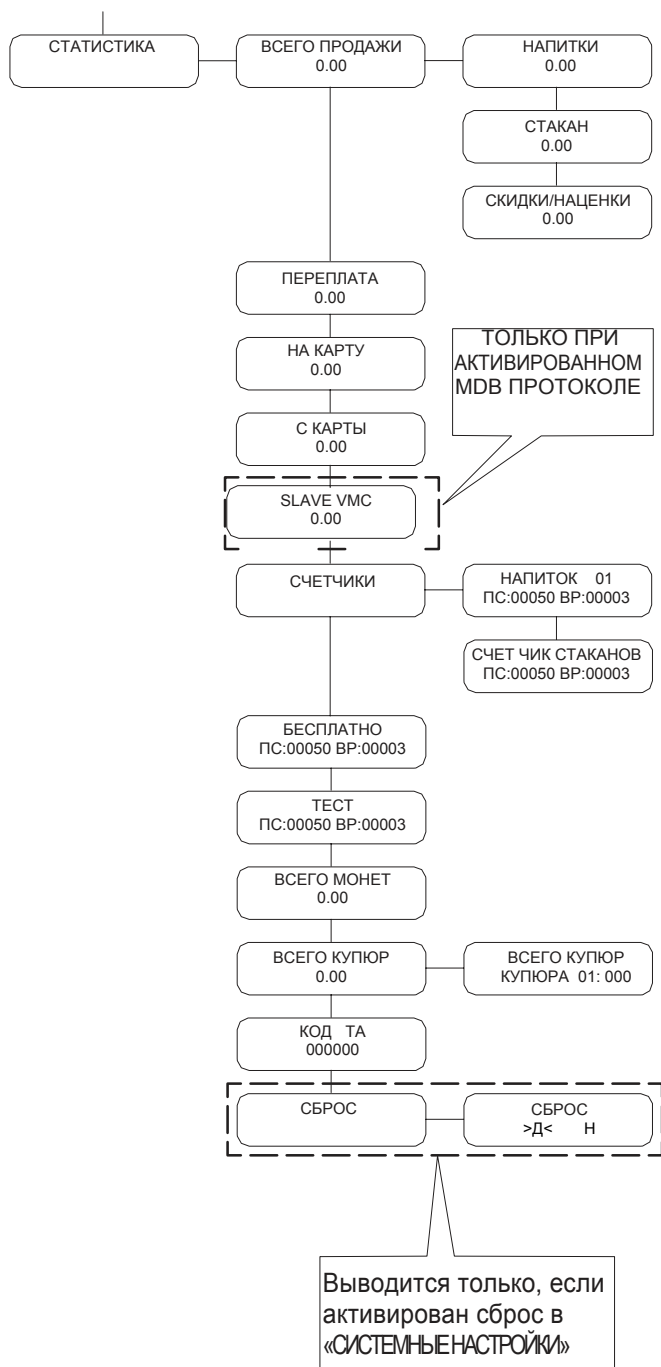 СТАТИСТИКА
ВСЕГО ПРОДАЖИ
0.00
НАПИТКИ
0.00
СТАКАН
0.00
СКИДКИ/НАЦЕНКИ
0.00
ПЕРЕПЛАТА
0.00
НА КАРТУ
0.00
С КАРТЫ
0.00
ТОЛЬКО ПРИ
АКТИВИРОВАННОМ
MDB ПРОТОКОЛЕ
SLAVE VMC
0.00
СЧЕТЧИКИ
НАПИТОК 01
ПС:00050 ВР:00003
СЧЕТ ЧИК СТАКАНОВ
ПС:00050 ВР:00003
БЕСПЛАТНО
ПС:00050 ВР:00003
ТЕСТ
ПС:00050 ВР:00003
ВСЕГО МОНЕТ
0.00
ВСЕГО КУПЮР
0.00
ВСЕГО КУПЮР
КУПЮРА 01: 000
КОД ТА
000000
СБРОС
СБРОС
>Д< Н
Выводится только, если
активирован сброс в
«СИСТЕМНЫЕ НАСТРОЙКИ»